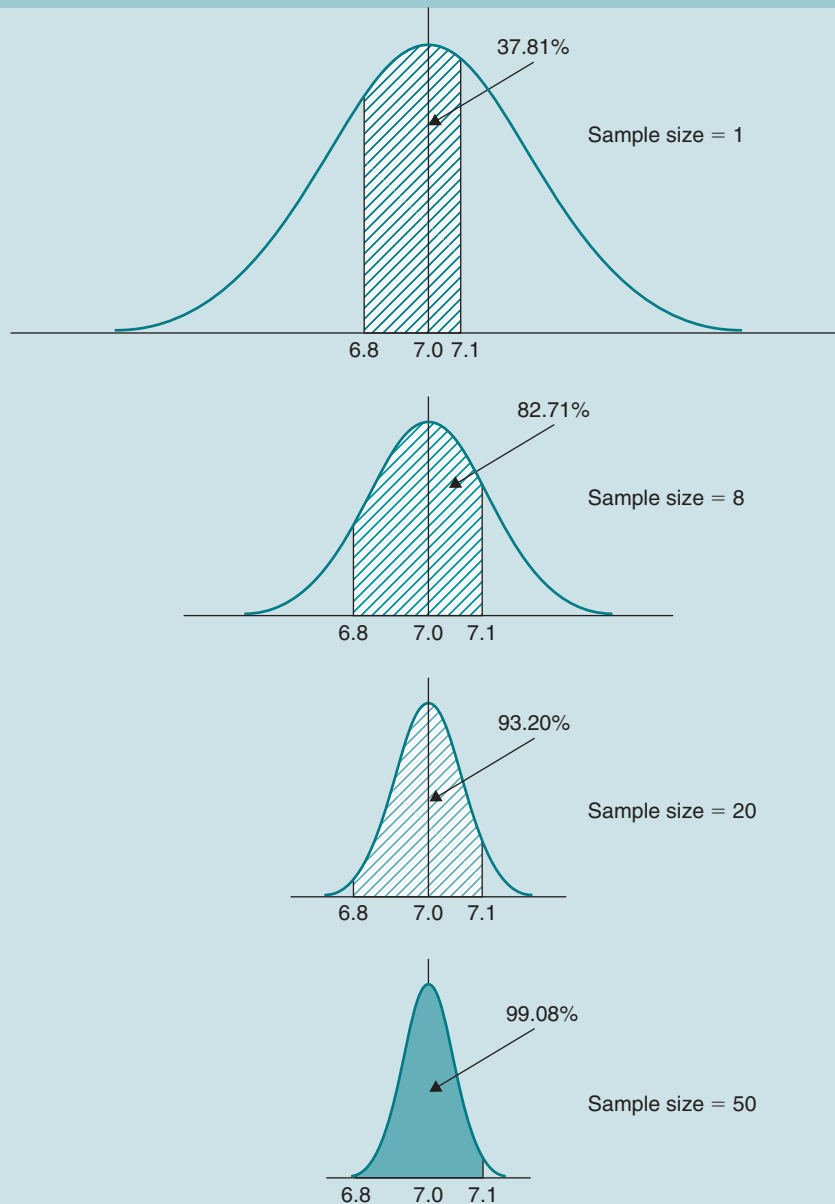 37.81%
Sample size = 1
6.8 7.0 7.1
82.71%
Sample size = 8
6.8 7.0 7.1
93.20%
Sample size = 20
6.8 7.0 7.1
99.08%
Sample size = 50
6.8 7.0 7.1